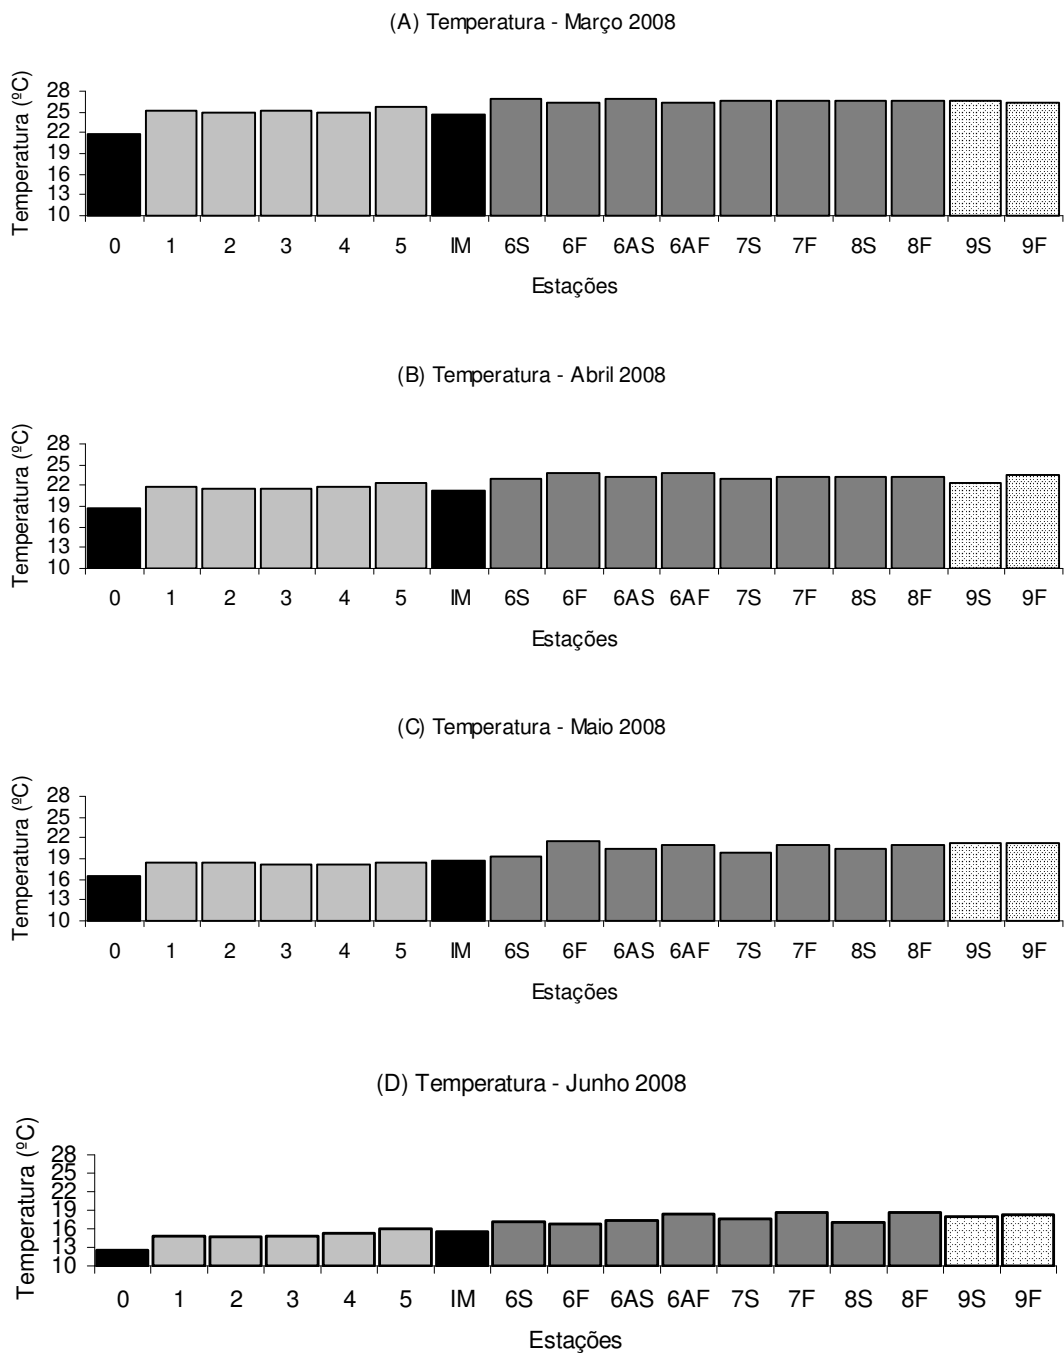 (A) Temperatura - Março 2008
Temperatura (ºC)
28
25
22
19
16
13
10
0 1 2 3 4 5 IM 6S 6F 6AS 6AF 7S 7F 8S 8F 9S 9F
Estações
(B) Temperatura - Abril 2008
Temperatura (ºC)
28
25
22
19
16
13
10
0 1 2 3 4 5 IM 6S 6F 6AS 6AF 7S 7F 8S 8F 9S 9F
Estações
(C) Temperatura - Maio 2008
Temperatura (ºC)
28
25
22
19
16
13
10
0 1 2 3 4 5 IM 6S 6F 6AS 6AF 7S 7F 8S 8F 9S 9F
Estações
(D) Temperatura - Junho 2008
Temperatura (ºC)
28
25
22
19
16
13
10
0 1 2 3 4 5 IM 6S 6F 6AS 6AF 7S 7F 8S 8F 9S 9F
Estações